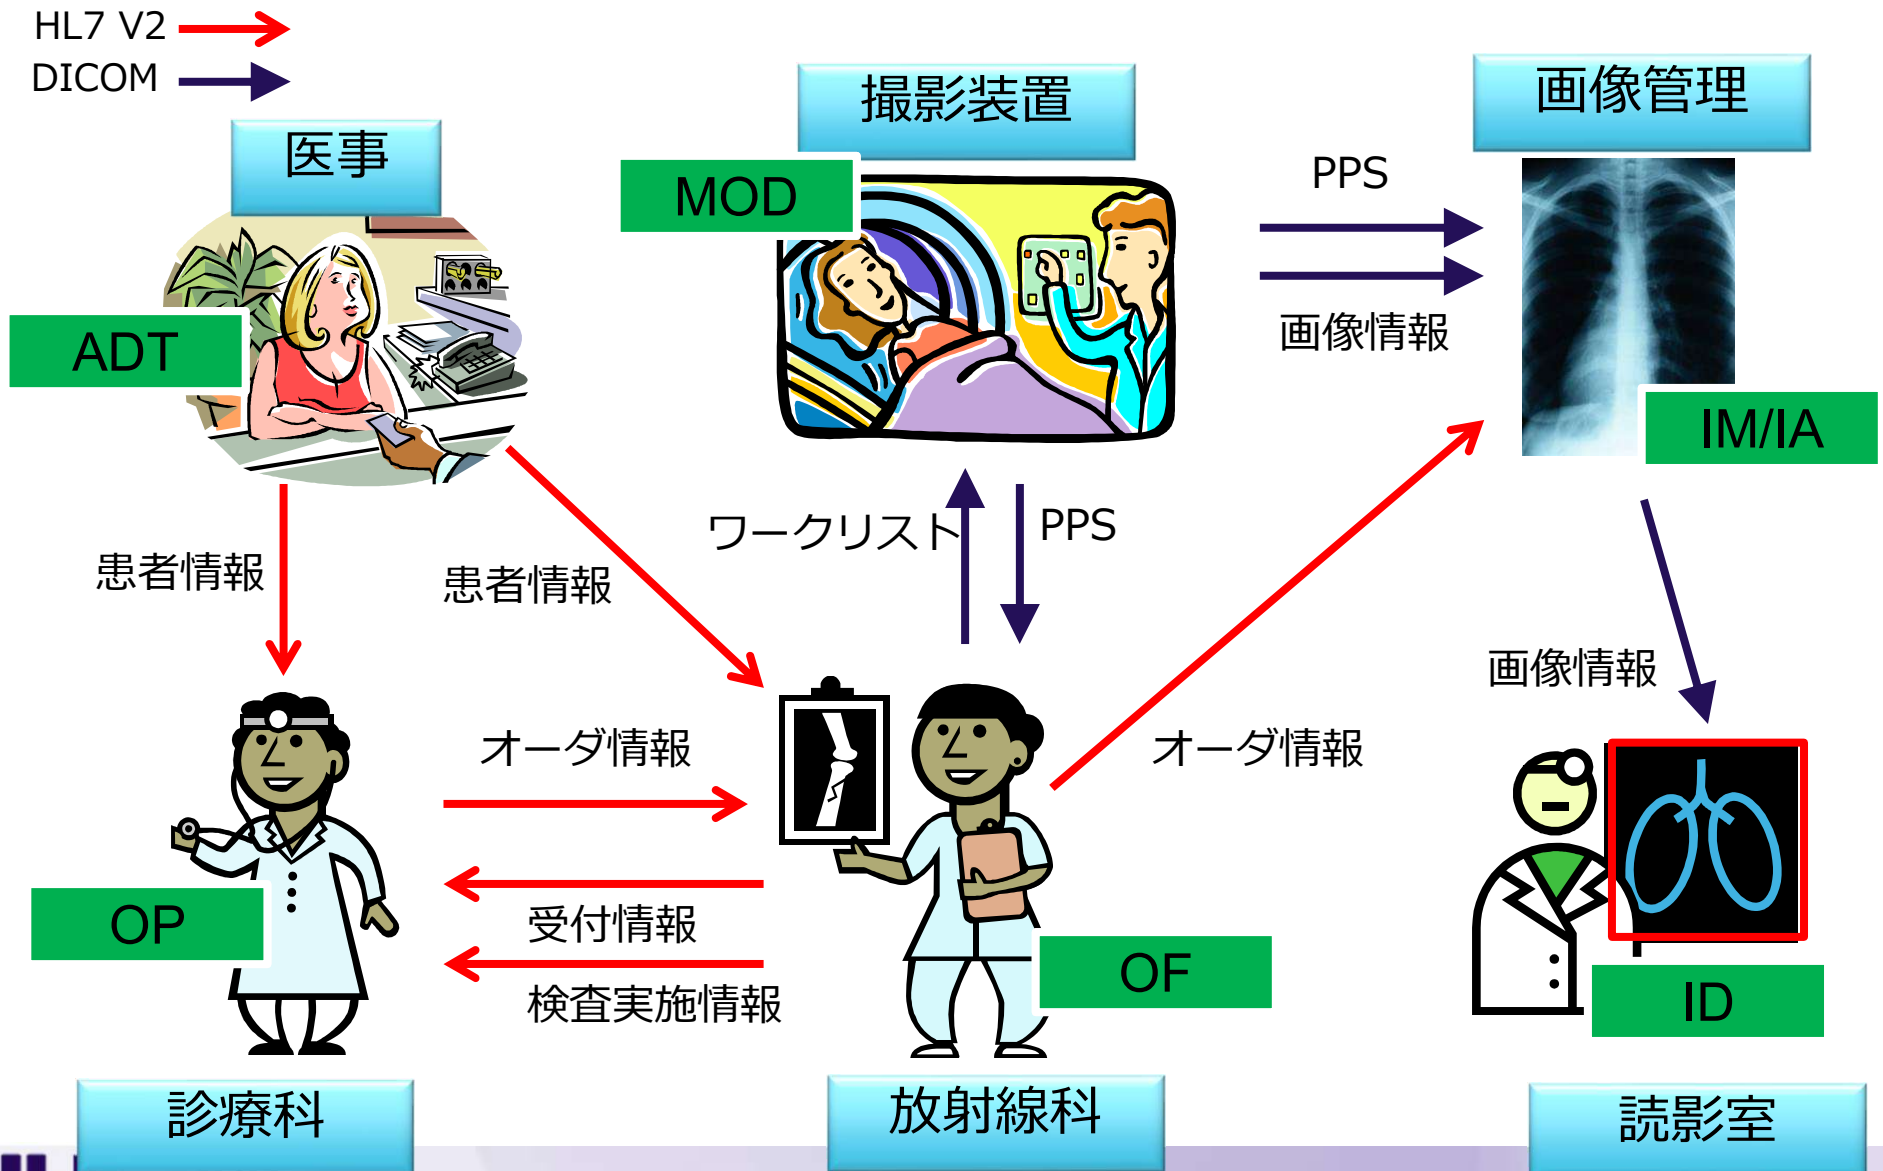 HL7 V2
DICOM
医事
撮影装置
画像管理
MOD
PPS
画像情報
ADT
IM/IA
患者情報
患者情報
ワークリスト
PPS
画像情報
オーダ情報
オーダ情報
受付情報
検査実施情報
OP
OF
ID
診療科
放射線科
読影室